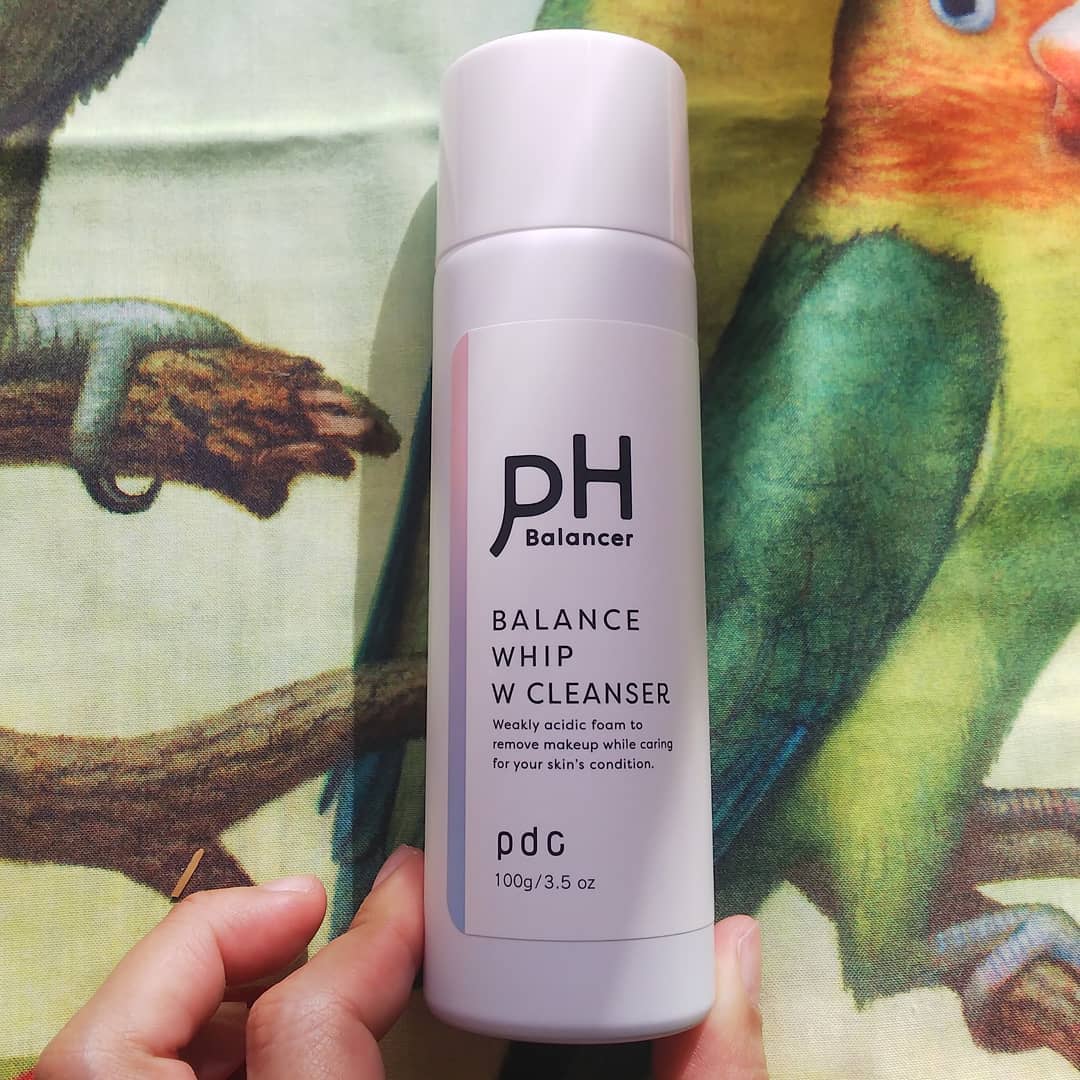 pH
Balancer
BALANCE
WHIP
W CLEANSER
Weakly acidic foam to
remove makeup while caring
for your skin's condition.
pdc
100g/3.5 oz